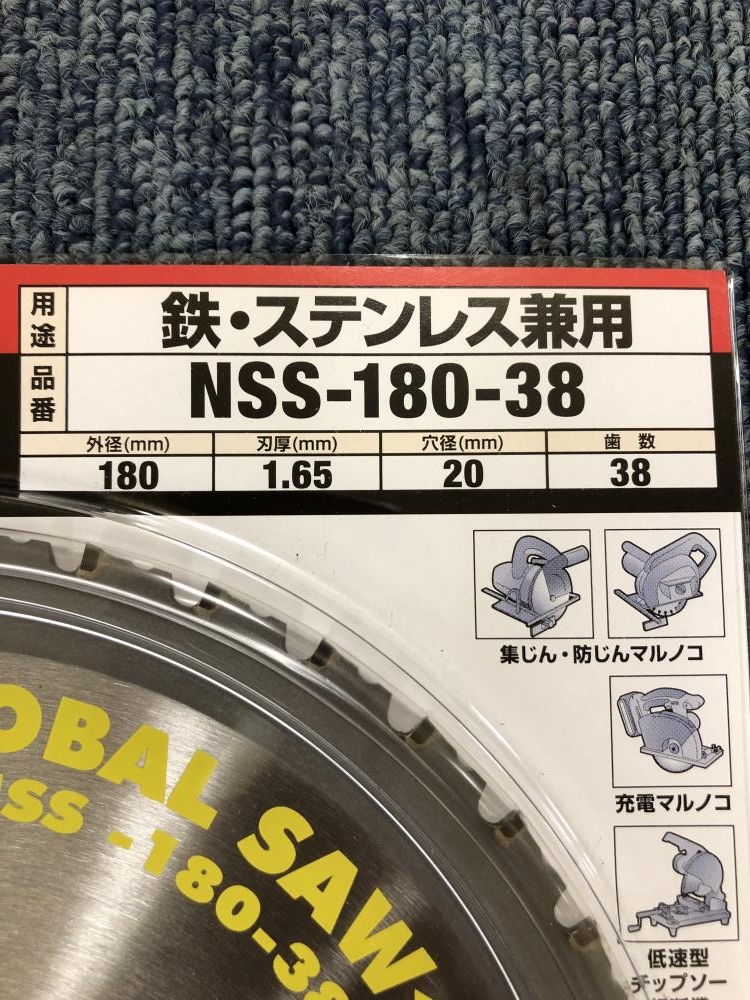 用途 鉄・ステンレス兼用
品番 NSS-180-38
外径(mm) 刃厚(mm) 穴径(mm) 歯数
180 1.65 20 38
集じん・防じんマルノコ
充電マルノコ
低速型
チップソー
OBAL SAW
SS-180-38